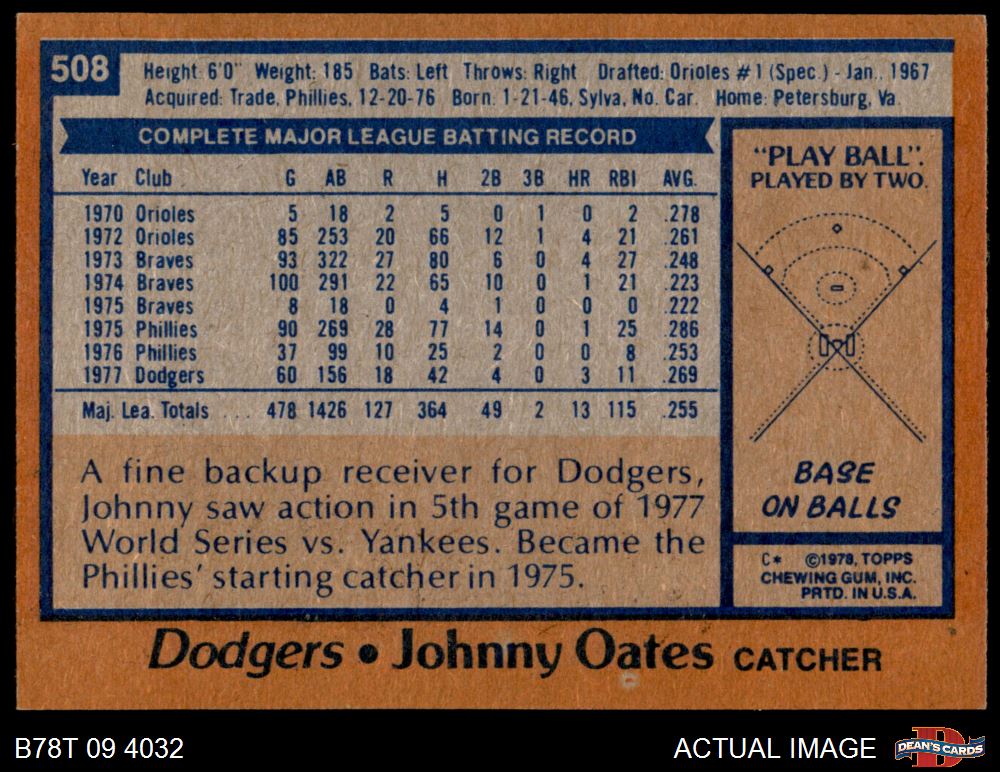 508
Height: 6'0" Weight: 185 Bats: Left Throws: Right Drafted: Orioles #1 (Spec.) - Jan., 1967
Acquired: Trade, Phillies, 12-20-76 Born: 1-21-46, Sylva, No. Car. Home: Petersburg, Va.
COMPLETE MAJOR LEAGUE BATTING RECORD
Year Club G AB R H 2B 3B HR RBI AVG.
1970 Orioles 5 18 2 5 0 1 0 2 .278
1972 Orioles 85 253 20 66 12 1 4 21 .261
1973 Braves 93 322 27 80 6 0 4 27 .248
1974 Braves 100 291 22 65 10 0 1 21 .223
1975 Braves 8 18 0 4 1 0 0 0 .222
1975 Phillies 90 269 28 77 14 0 1 25 .286
1976 Phillies 37 99 10 25 2 0 0 8 .253
1977 Dodgers 60 156 18 42 4 0 3 11 .269
Maj. Lea. Totals ... 478 1426 127 364 49 2 13 115 .255
A fine backup receiver for Dodgers,
Johnny saw action in 5th game of 1977
World Series vs. Yankees. Became the
Phillies' starting catcher in 1975.
"PLAY BALL":
PLAYED BY TWO.
BASE
ON BALLS
C* ©1978, TOPPS
CHEWING GUM, INC.
PRTD. IN U.S.A.
Dodgers • Johnny Oates CATCHER
B78T 09 4032
ACTUAL IMAGE
D
DEAN'S CARDS